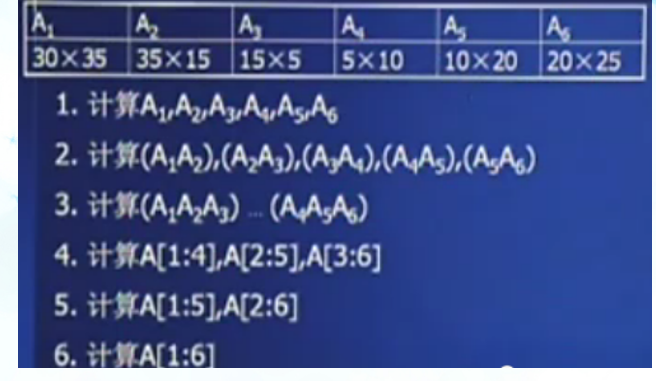 A₁ A₂ A₃ A₄ A₅ A₆
30×35 35×15 15×5 5×10 10×20 20×25
1. 计算A₁,A₂,A₃,A₄,A₅,A₆
2. 计算(A₁A₂),(A₂A₃),(A₃A₄),(A₄A₅),(A₅A₆)
3. 计算(A₁A₂A₃) … (A₄A₅A₆)
4. 计算A[1:4],A[2:5],A[3:6]
5. 计算A[1:5],A[2:6]
6. 计算A[1:6]